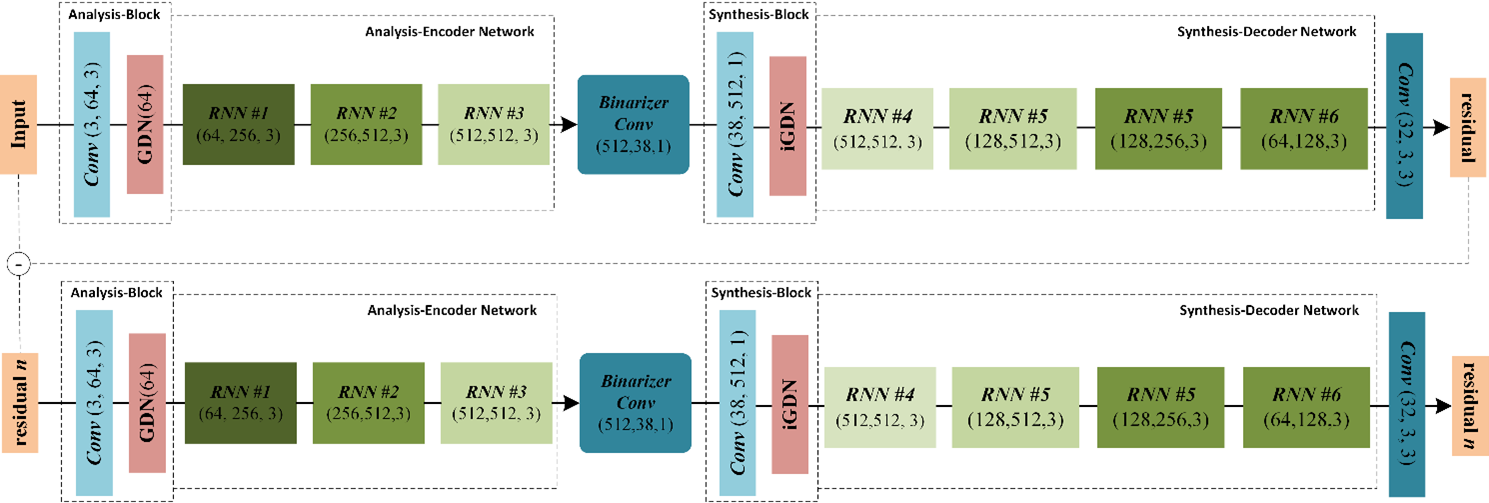 Analysis-Block
Analysis-Encoder Network
Synthesis-Block
Synthesis-Decoder Network
Input
Conv (3, 64, 3)
GDN(64)
RNN #1
(64, 256, 3)
RNN #2
(256,512,3)
RNN #3
(512,512, 3)
Binarizer
Conv
(512,38,1)
Conv (38, 512, 1)
iGDN
RNN #4
(512,512, 3)
RNN #5
(128,512,3)
RNN #5
(128,256,3)
RNN #6
(64,128,3)
Conv (32, 3, 3)
residual
-
Analysis-Block
Analysis-Encoder Network
Synthesis-Block
Synthesis-Decoder Network
residual n
Conv (3, 64, 3)
GDN(64)
RNN #1
(64, 256, 3)
RNN #2
(256,512,3)
RNN #3
(512,512, 3)
Binarizer
Conv
(512,38,1)
Conv (38, 512, 1)
iGDN
RNN #4
(512,512, 3)
RNN #5
(128,512,3)
RNN #5
(128,256,3)
RNN #6
(64,128,3)
Conv (32, 3, 3)
residual n